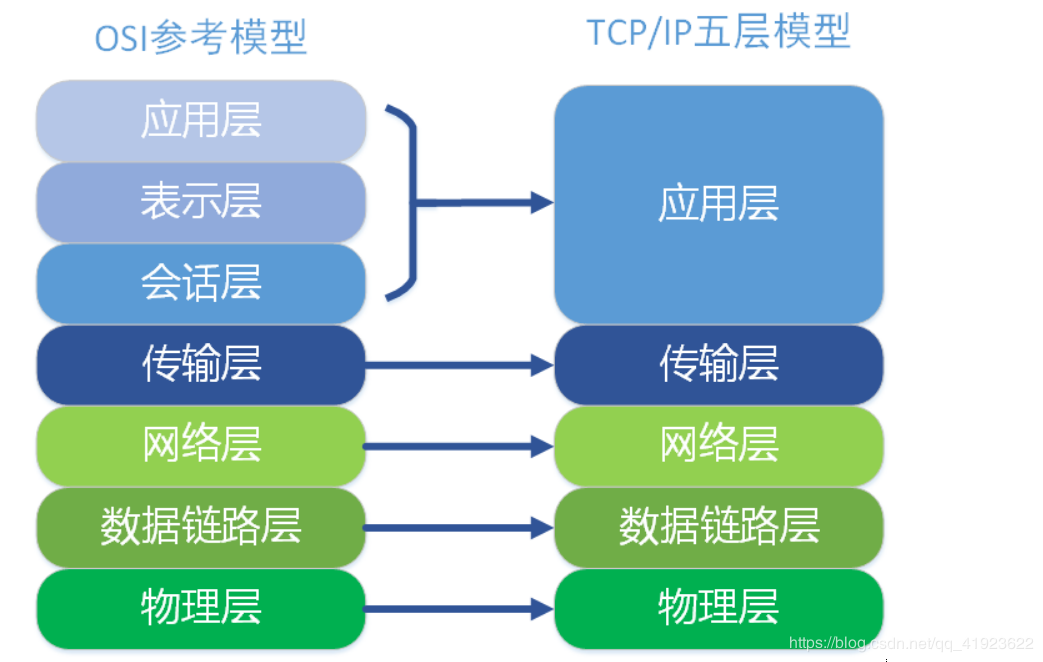 OSI参考模型
TCP/IP五层模型
应用层
表示层
会话层
传输层
网络层
数据链路层
物理层
应用层
传输层
网络层
数据链路层
物理层
https://blog.csdn.net/qq_41923622